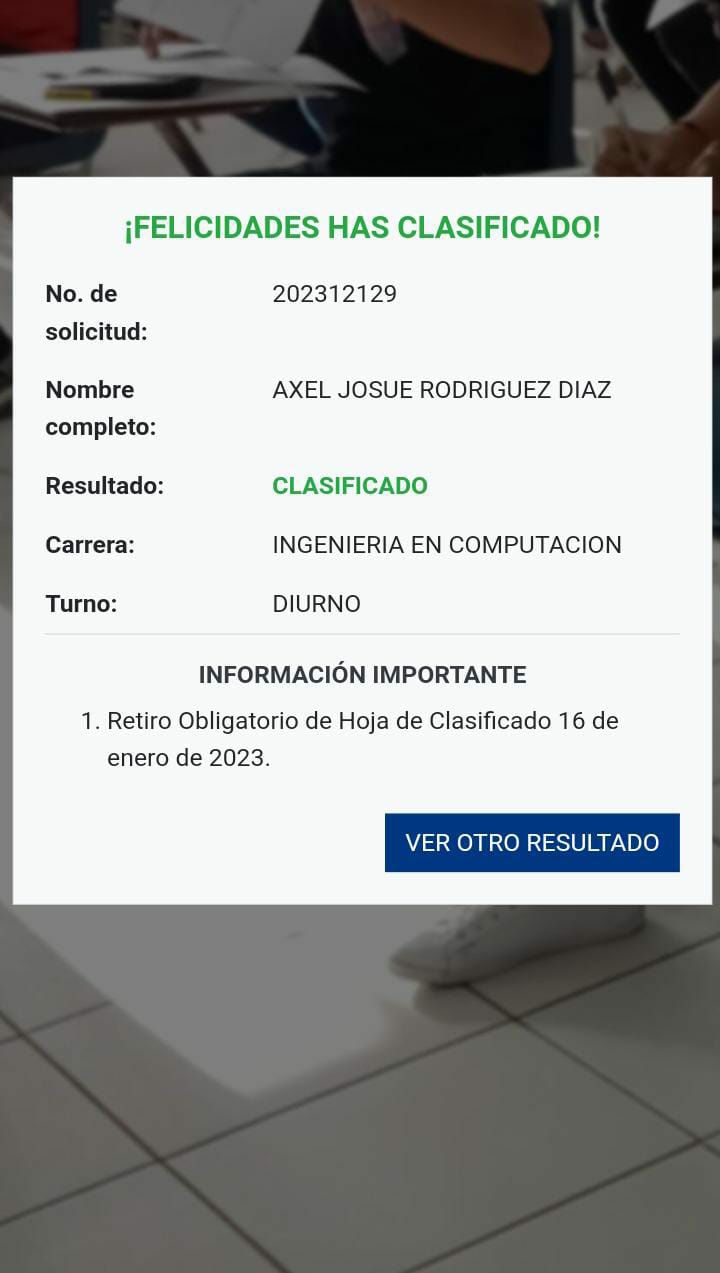 ¡FELICIDADES HAS CLASIFICADO!
No. de solicitud: 202312129
Nombre completo: AXEL JOSUE RODRIGUEZ DIAZ
Resultado: CLASIFICADO
Carrera: INGENIERIA EN COMPUTACION
Turno: DIURNO
INFORMACIÓN IMPORTANTE
1. Retiro Obligatorio de Hoja de Clasificado 16 de
enero de 2023.
VER OTRO RESULTADO